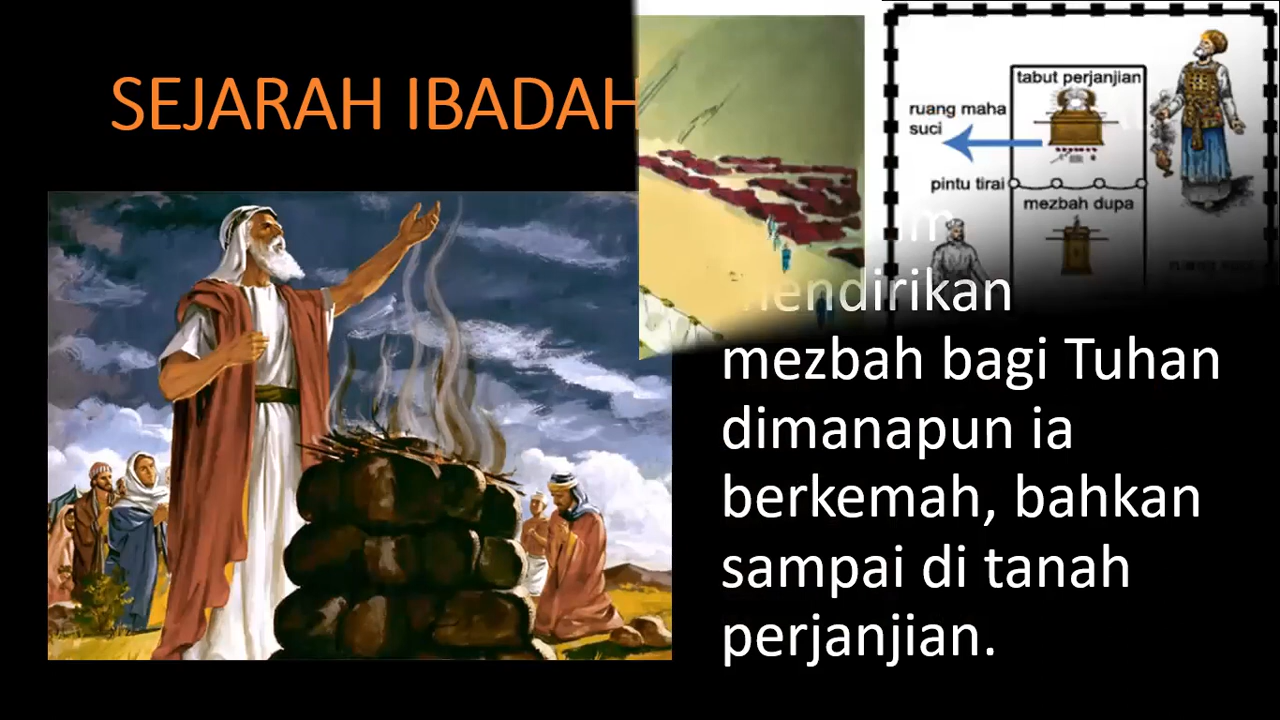 SEJARAH IBADAH
tabut perjanjian
ruang maha
suci
pintu tirai
mezbah dupa
mendirikan
mezbah bagi Tuhan
dimanapun ia
berkemah, bahkan
sampai di tanah
perjanjian.